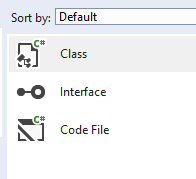 Sort by: Default
C#
Class
Interface
C#
Code File